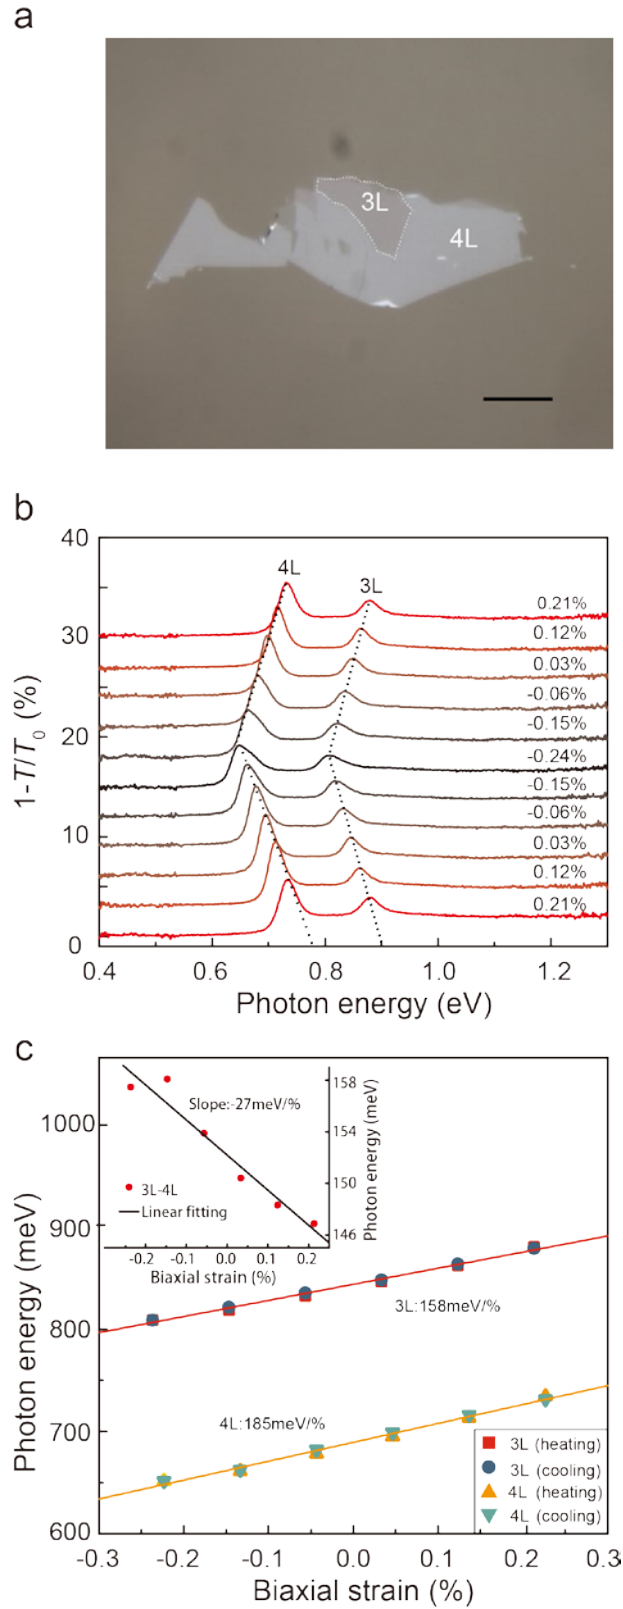 a
3L
4L
b
40
30
20
10
0
1-T/T0 (%)
4L
3L
0.21%
0.12%
0.03%
-0.06%
-0.15%
-0.24%
-0.15%
-0.06%
0.03%
0.12%
0.21%
0.4
0.6
0.8
1.0
1.2
Photon energy (eV)
c
1000
900
800
700
600
Photon energy (meV)
Slope:-27meV/%
3L-4L
Linear fitting
158
154
150
146
Photon energy (meV)
-0.2
-0.1
0.0
0.1
0.2
Biaxial strain (%)
3L:158meV/%
4L:185meV/%
3L (heating)
3L (cooling)
4L (heating)
4L (cooling)
-0.3
-0.2
-0.1
0.0
0.1
0.2
0.3
Biaxial strain (%)